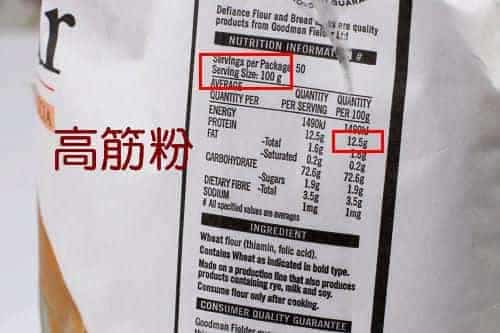 Defiance Flour and Bread
are quality
products from Goodman Fielder Ltd
NUTRITION INFORMATION #
Servings per Package: 50
Serving Size: 100 g
AVERAGE
QUANTITY PER
QUANTITY
PER SERVING
QUANTITY
PER 100g
ENERGY 1490kJ 1490kJ
PROTEIN 12.5g 12.5g
FAT -Total 1.6g 1.6g
-Saturated 0.2g 0.2g
CARBOHYDRATE -Total 72.6g 72.6g
-Sugars 1.9g 1.9g
DIETARY FIBRE -Total 3.5g 3.5g
SODIUM 1mg 1mg
# All specified values are averages
INGREDIENT
Wheat flour (thiamin, folic acid).
Contains Wheat as indicated in bold type.
Made on a production line that also produces
products containing rye, milk and soy.
Consume flour only after cooking.
CONSUMER QUALITY GUARANTEE
Goodman Fielder
高筋粉